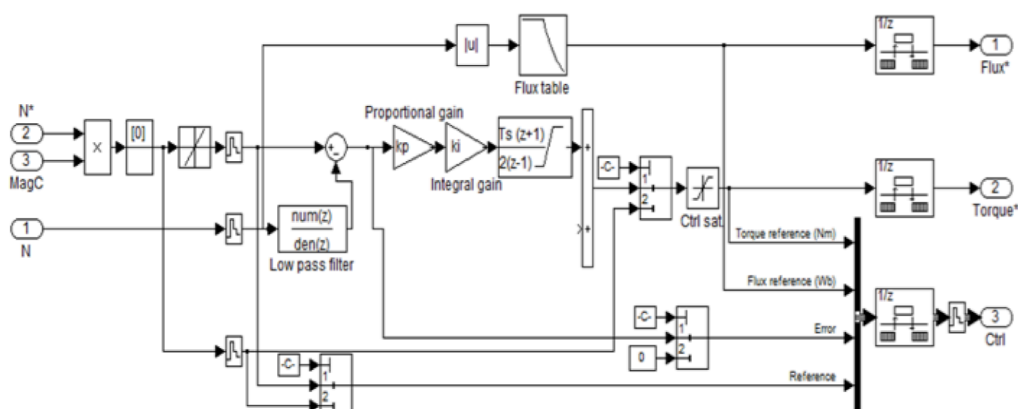 |u|
Flux table
1/z
1
Flux*
N*
2
3
MagC
X
[0]
Proportional gain
+
-
kp
ki
Integral gain
Ts (z+1)
2(z-1)
+
+
-C-
1
2
Ctrl sat.
1/z
2
Torque*
1
N
num(z)
den(z)
Low pass filter
Torque reference (Nm)
Flux reference (Wb)
1/z
3
Ctrl
-C-
1
2
0
Error
-C-
1
2
Reference